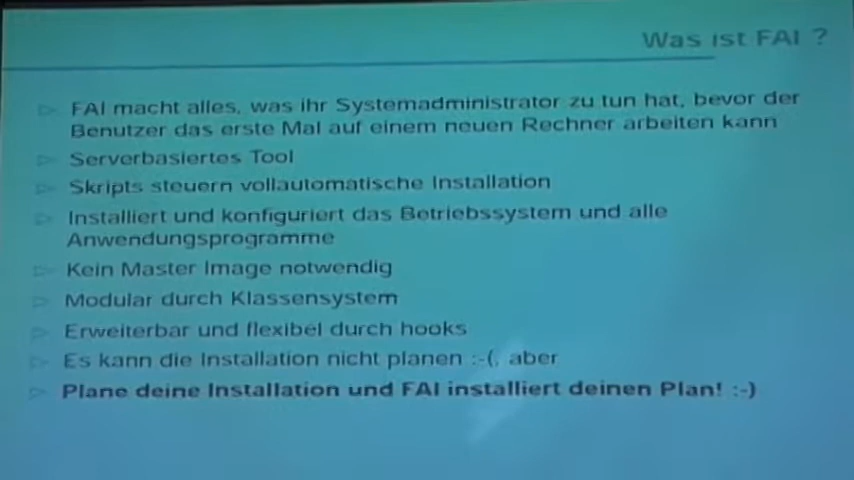 Was ist FAI ?
▷ FAI macht alles, was ihr Systemadministrator zu tun hat, bevor der
Benutzer das erste Mal auf einem neuen Rechner arbeiten kann
▷ Serverbasiertes Tool
▷ Skripts steuern vollautomatische Installation
▷ Installiert und konfiguriert das Betriebssystem und alle
Anwendungsprogramme
▷ Kein Master Image notwendig
▷ Modular durch Klassensystem
▷ Erweiterbar und flexibel durch hooks
▷ Es kann die Installation nicht planen :-(, aber
▷ Plane deine Installation und FAI installiert deinen Plan! :-)